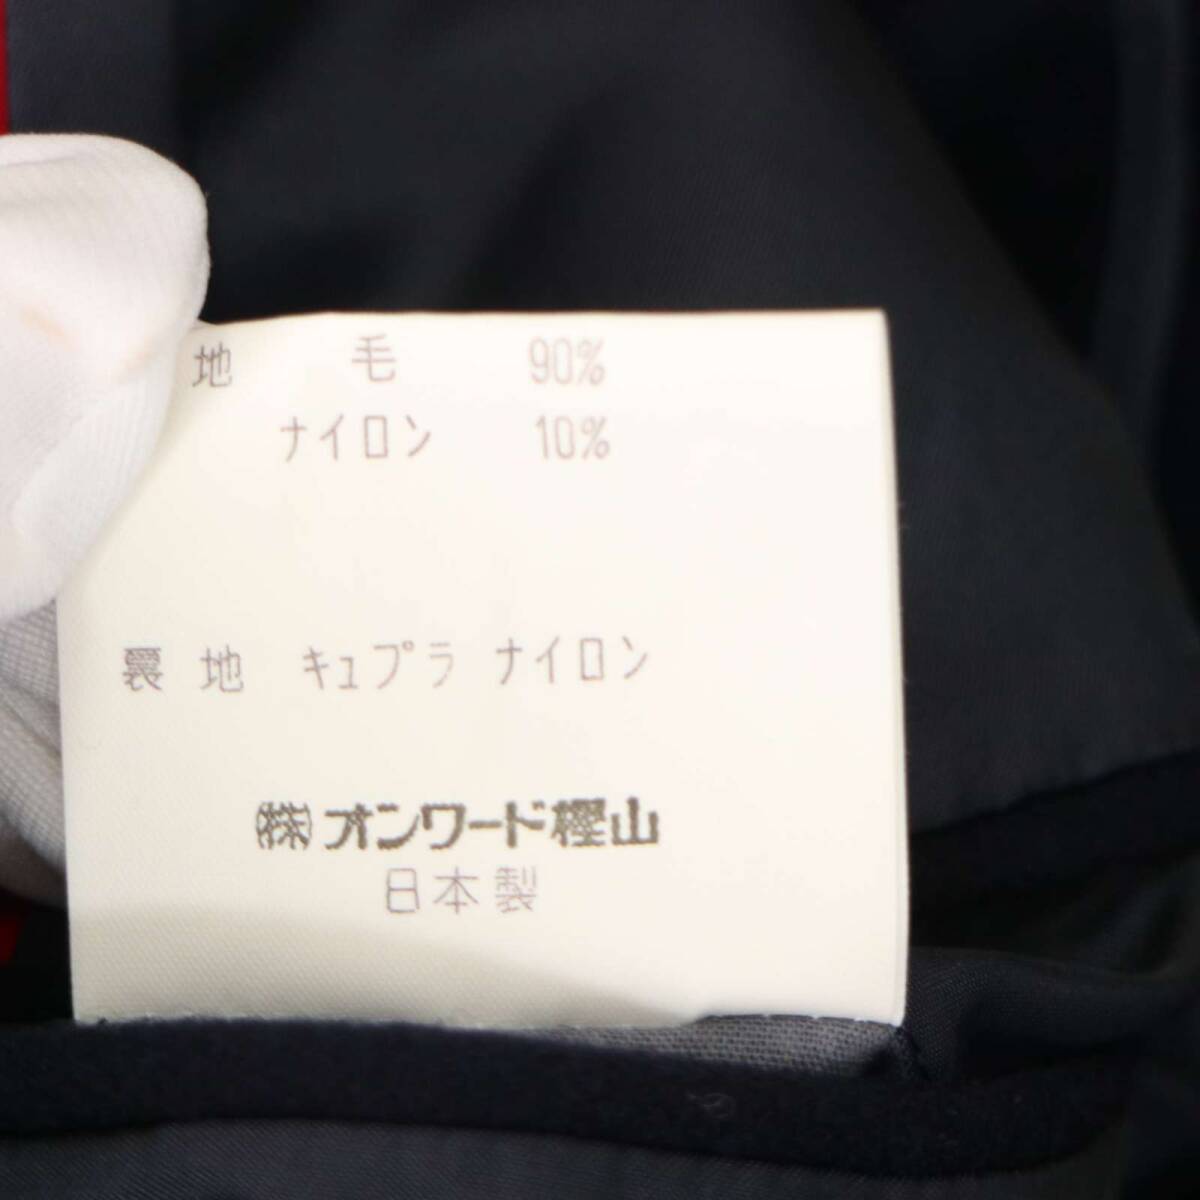 地 毛 90%
ナイロン 10%
裏地 キュプラ ナイロン
㈱オンワード樫山
日本製